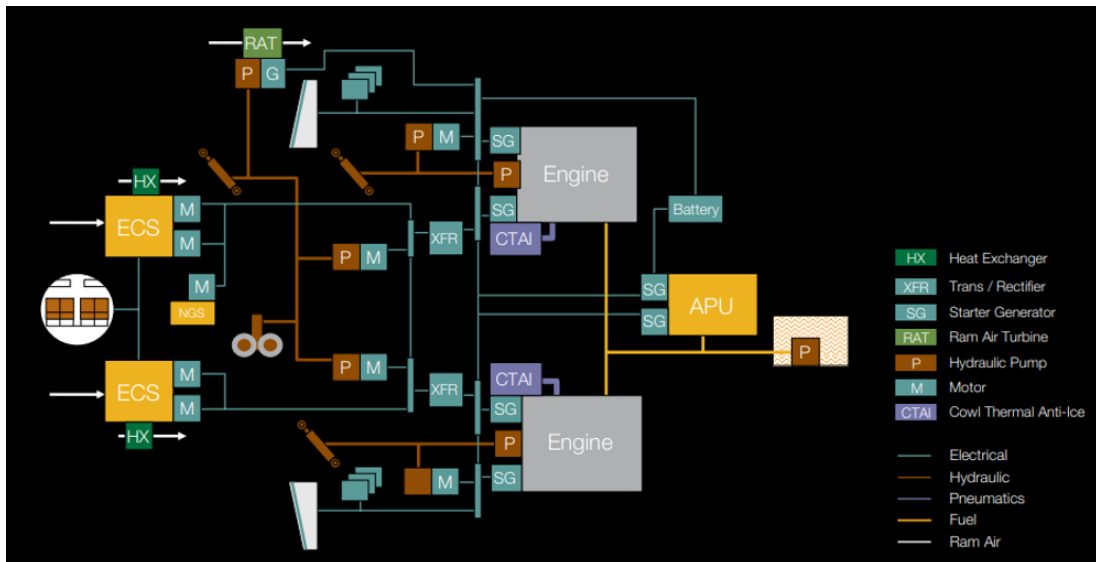 RAT
P G
P M
SG
Engine
P
HX
SG
M
Battery
ECS
CTAI
XFR
M
P M
HX Heat Exchanger
SG
XFR Trans / Rectifier
M
APU
SG Starter Generator
NGS
SG
RAT Ram Air Turbine
P
P Hydraulic Pump
P M
CTAI
M Motor
M
XFR
ECS
SG
CTAI Cowl Thermal Anti-Ice
M
HX
P
Engine
Electrical
M
SG
Hydraulic
Pneumatics
Fuel
Ram Air